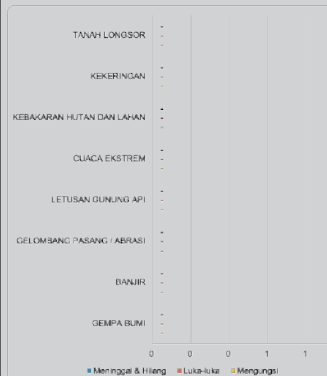 TANAH LONGSOR
-
-
-
KEKERINGAN
-
-
-
KEBAKARAN HUTAN DAN LAHAN
-
-
-
CUACA EKSTREM
-
-
-
LETUSAN GUNUNG API
-
-
-
GELOMBANG PASANG / ABRASI
-
-
-
BANJIR
-
-
-
GEMPA BUMI
-
-
-
0 0 0 1 1
Meninggal & Hilang Luka-luka Mengungsi